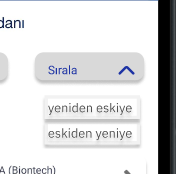 danı
Sırala
yeniden eskiye
eskiden yeniye
A (Biontech)